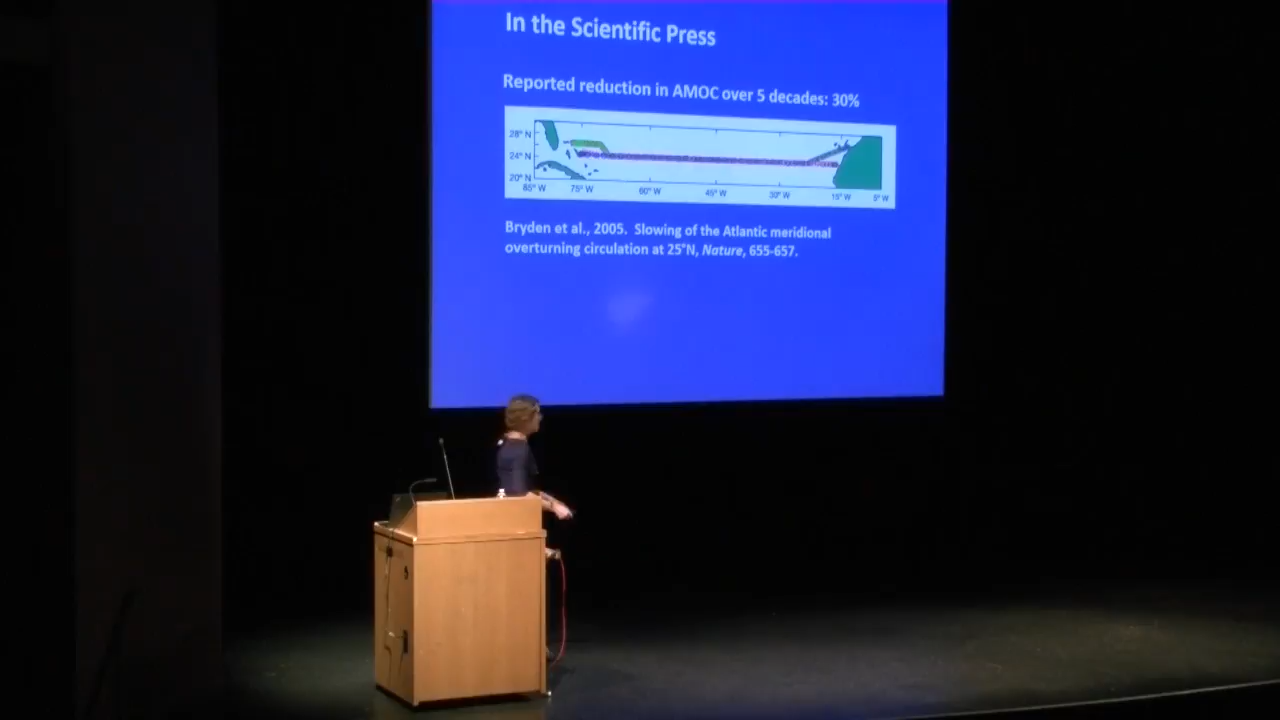 In the Scientific Press
Reported reduction in AMOC over 5 decades: 30%
28° N
24° N
20° N
85° W 75° W 60° W 45° W 30° W 15° W 5° W
Bryden et al., 2005. Slowing of the Atlantic meridional
overturning circulation at 25°N, Nature, 655-657.